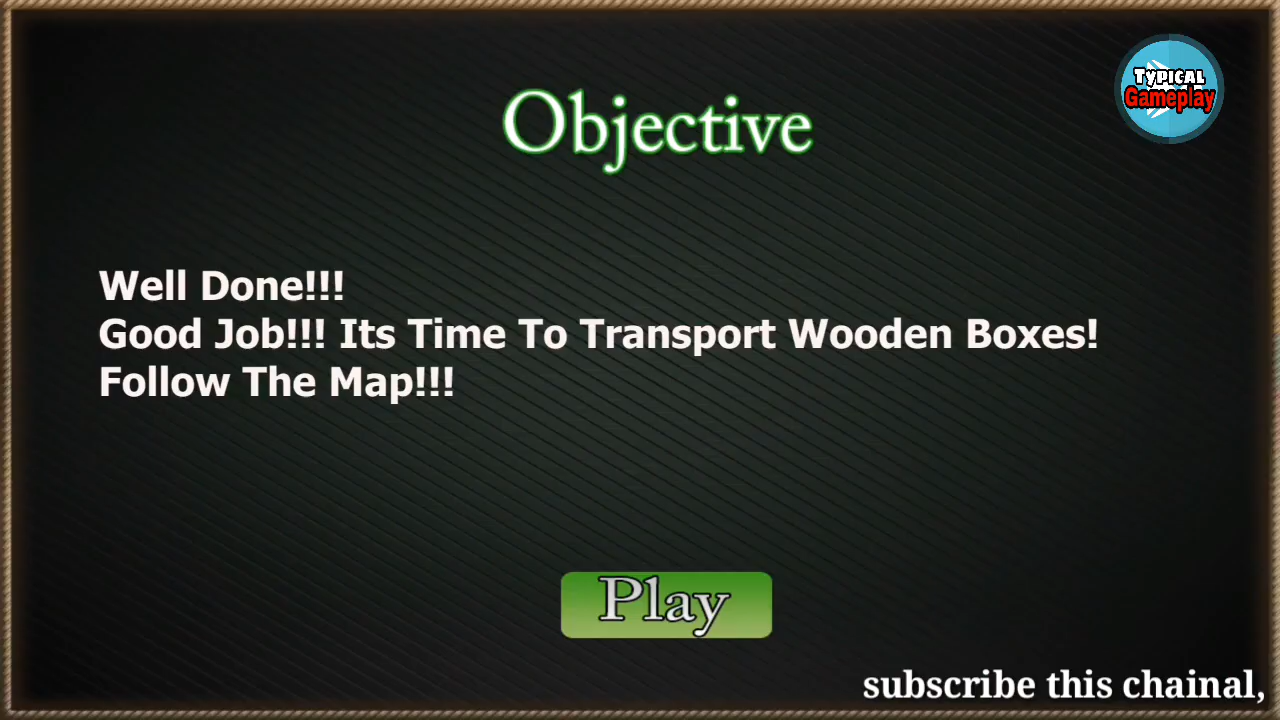 Objective
Typical
Gameplay
Well Done!!!
Good Job!!! Its Time To Transport Wooden Boxes!
Follow The Map!!!
Play
subscribe this chainal,